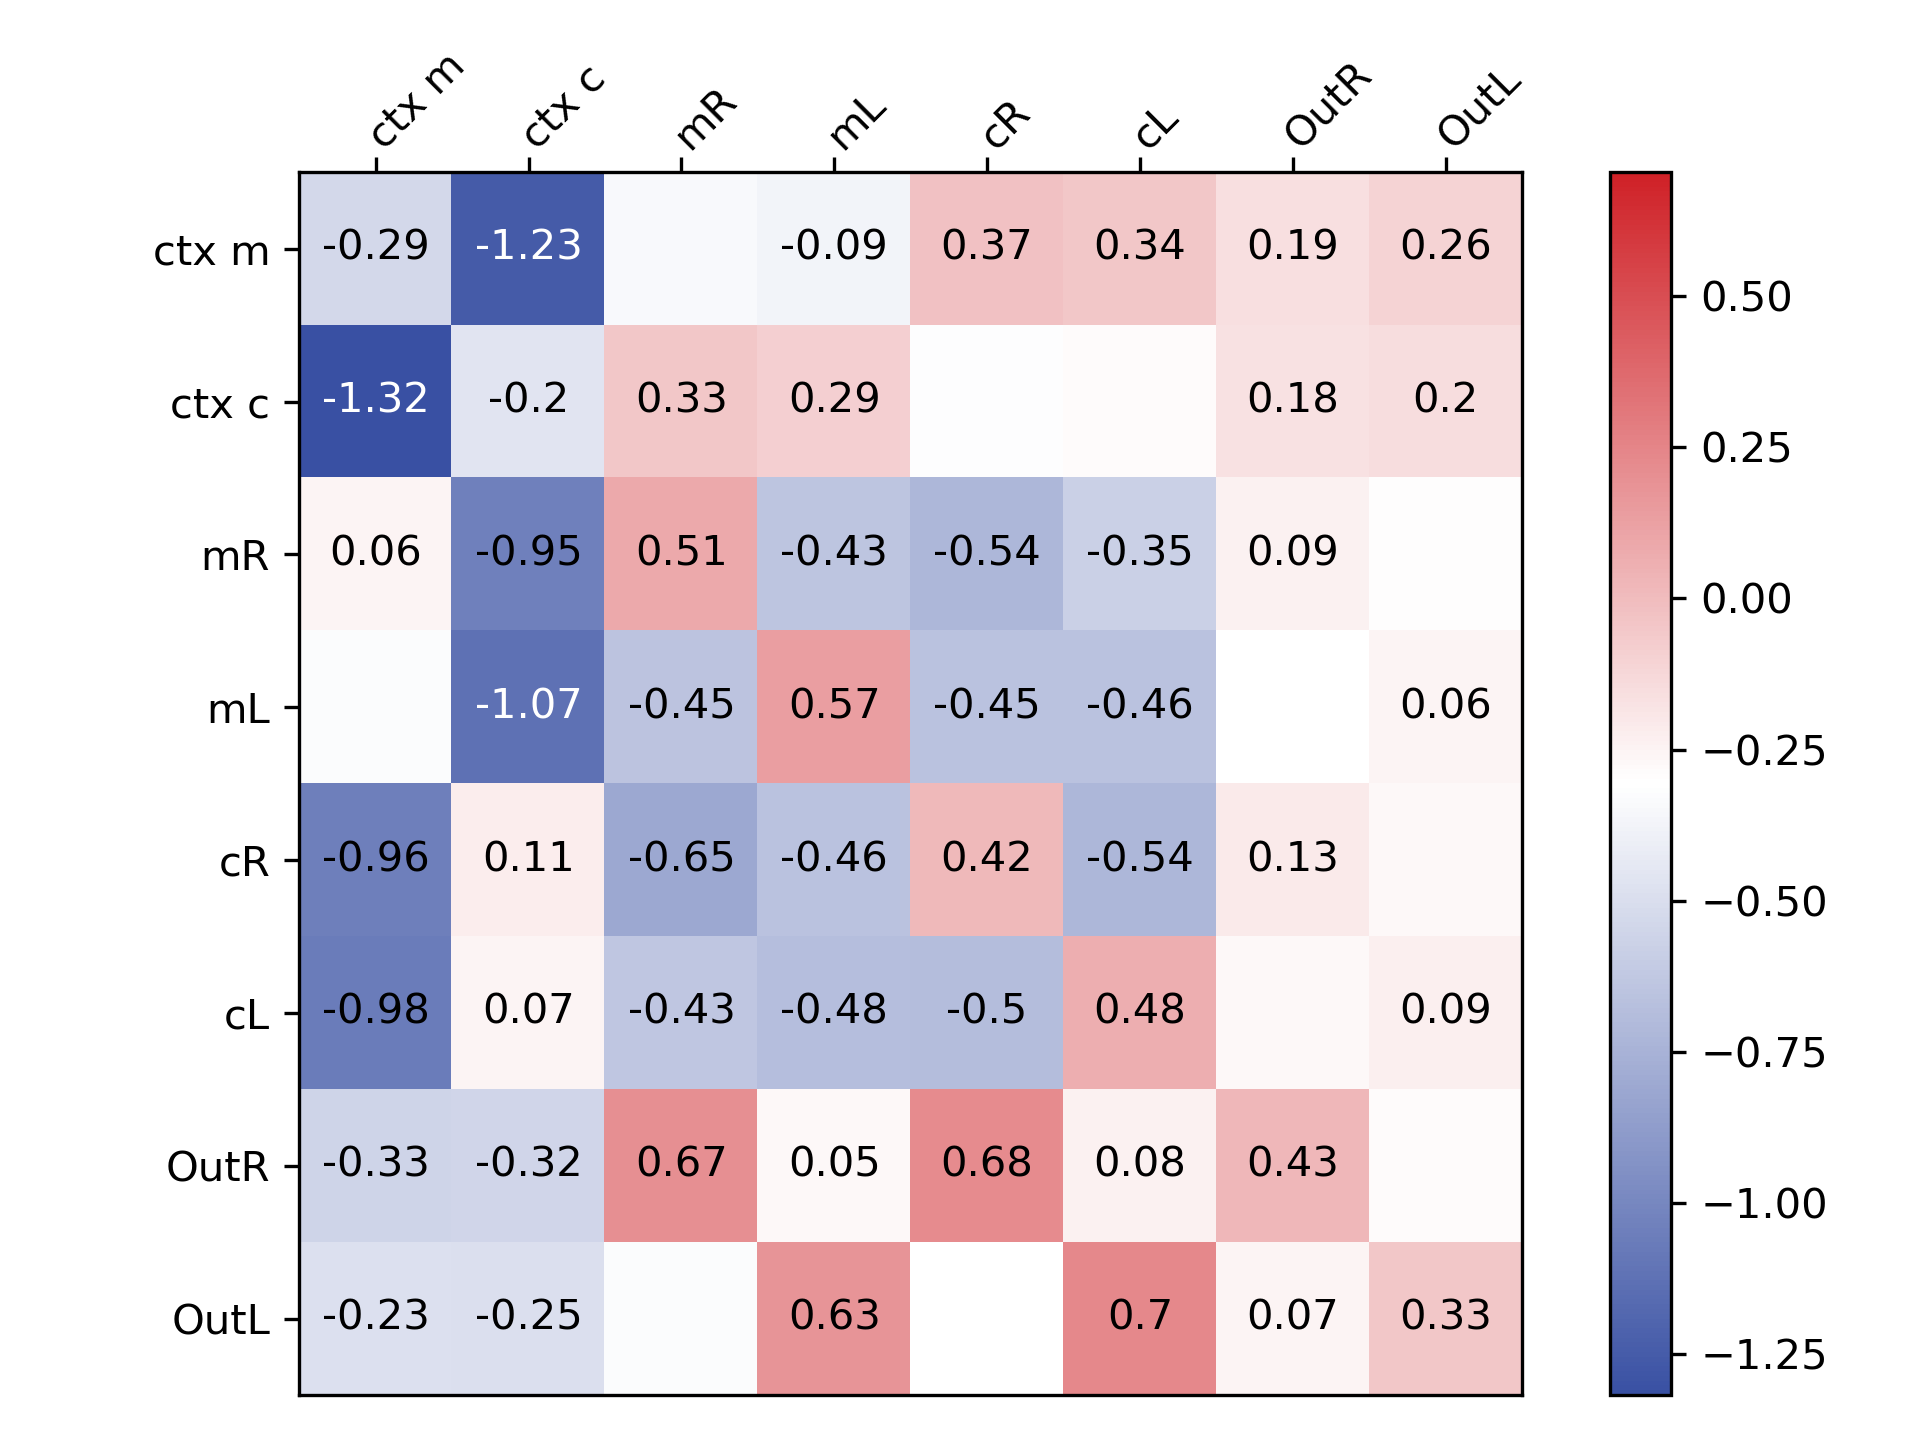 ctx m ctx c mR mL cR cL OutR OutL
ctx m -0.29 -1.23 -0.09 0.37 0.34 0.19 0.26
ctx c -1.32 -0.2 0.33 0.29 0.18 0.2
mR 0.06 -0.95 0.51 -0.43 -0.54 -0.35 0.09
mL -1.07 -0.45 0.57 -0.45 -0.46 0.06
cR -0.96 0.11 -0.65 -0.46 0.42 -0.54 0.13
cL -0.98 0.07 -0.43 -0.48 -0.5 0.48 0.09
OutR -0.33 -0.32 0.67 0.05 0.68 0.08 0.43
OutL -0.23 -0.25 0.63 0.7 0.07 0.33
0.50
0.25
0.00
−0.25
−0.50
−0.75
−1.00
−1.25